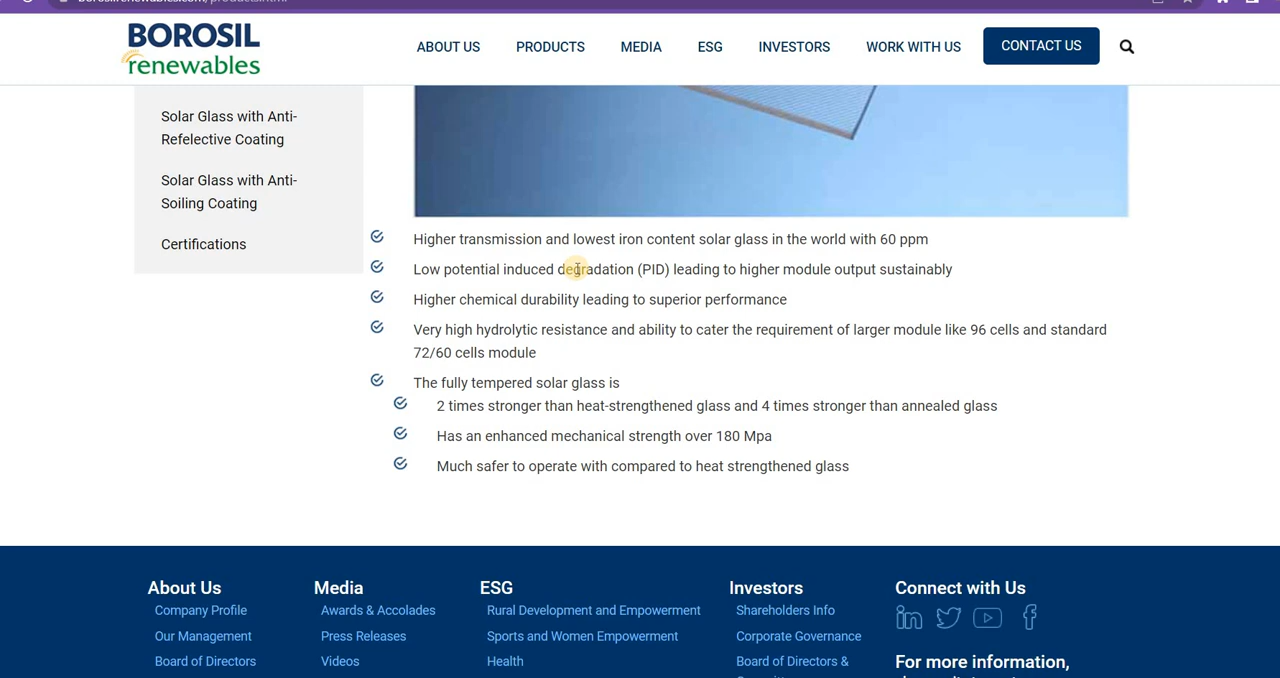 BOROSIL
renewables
ABOUT US PRODUCTS MEDIA ESG INVESTORS WORK WITH US CONTACT US
Solar Glass with Anti-
Refelective Coating
Solar Glass with Anti-
Soiling Coating
Certifications
Higher transmission and lowest iron content solar glass in the world with 60 ppm
Low potential induced degradation (PID) leading to higher module output sustainably
Higher chemical durability leading to superior performance
Very high hydrolytic resistance and ability to cater the requirement of larger module like 96 cells and standard
72/60 cells module
The fully tempered solar glass is
2 times stronger than heat-strengthened glass and 4 times stronger than annealed glass
Has an enhanced mechanical strength over 180 Mpa
Much safer to operate with compared to heat strengthened glass
About Us
Company Profile
Our Management
Board of Directors
Media
Awards & Accolades
Press Releases
Videos
ESG
Rural Development and Empowerment
Sports and Women Empowerment
Health
Investors
Shareholders Info
Corporate Governance
Board of Directors &
Connect with Us
For more information,